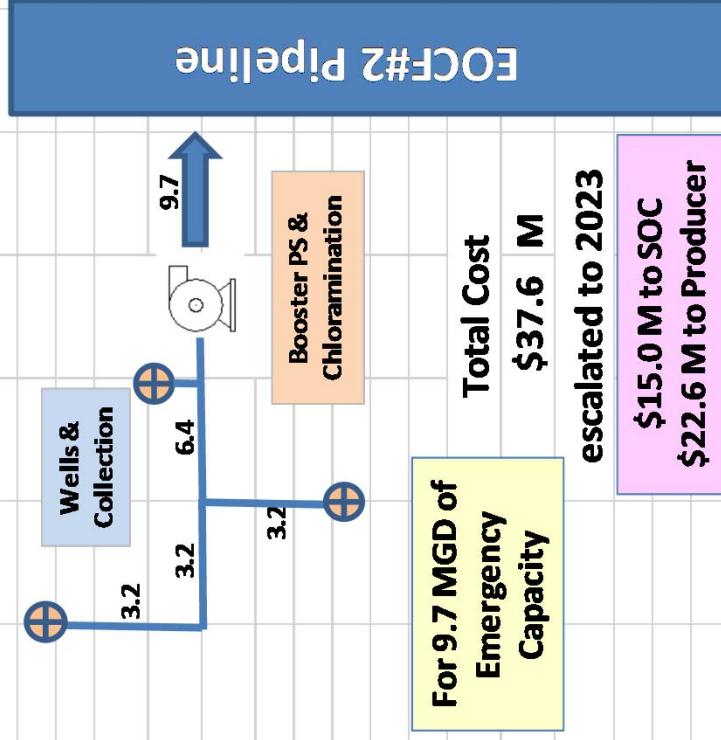 EOCF#2 Pipeline
9.7
Booster PS &
Chloramination
Wells &
Collection
6.4
3.2
3.2
3.2
Total Cost
$37.6 M
escalated to 2023
For 9.7 MGD of
Emergency
Capacity
$15.0 M to SOC
$22.6 M to Producer